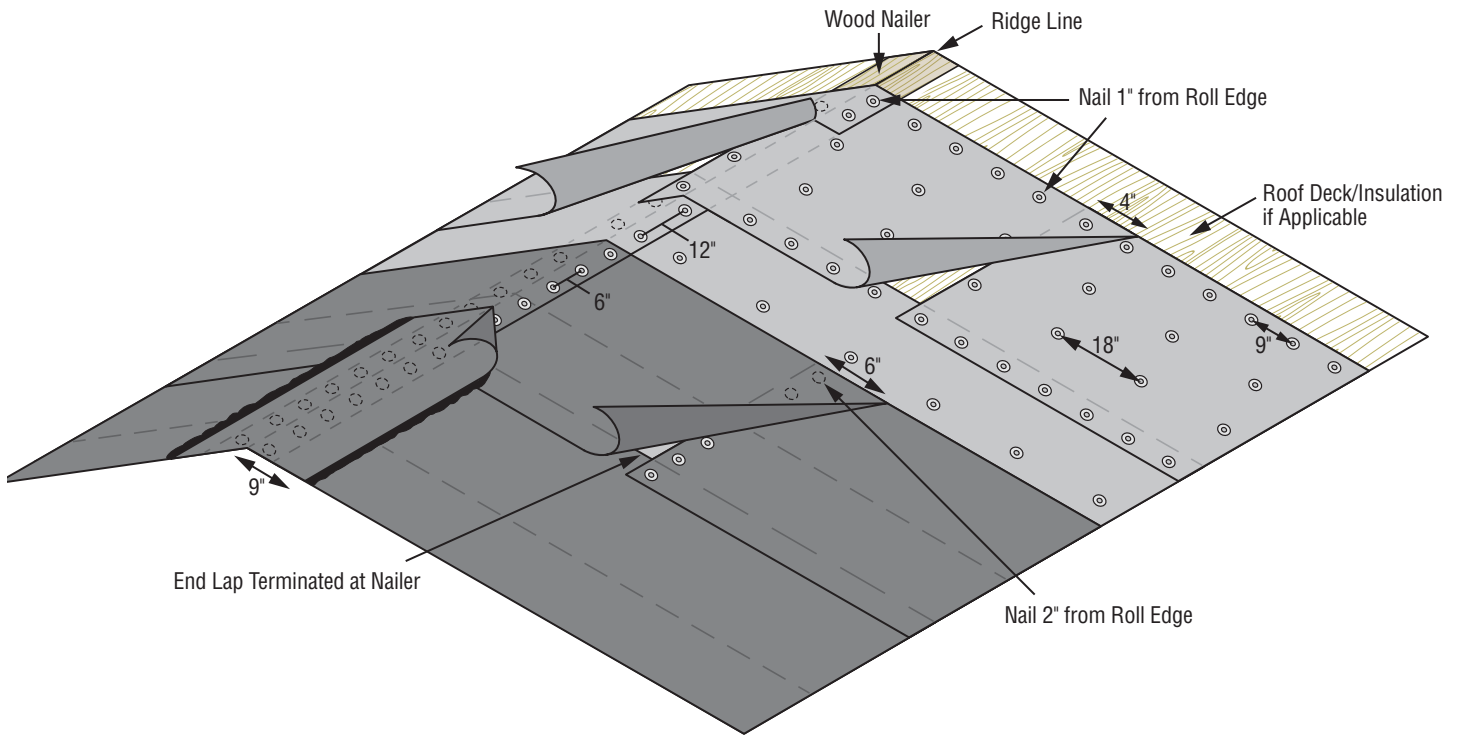 Wood Nailer
Ridge Line
Nail 1" from Roll Edge
4"
Roof Deck/Insulation
if Applicable
12"
6"
18"
9"
6"
9"
End Lap Terminated at Nailer
Nail 2" from Roll Edge